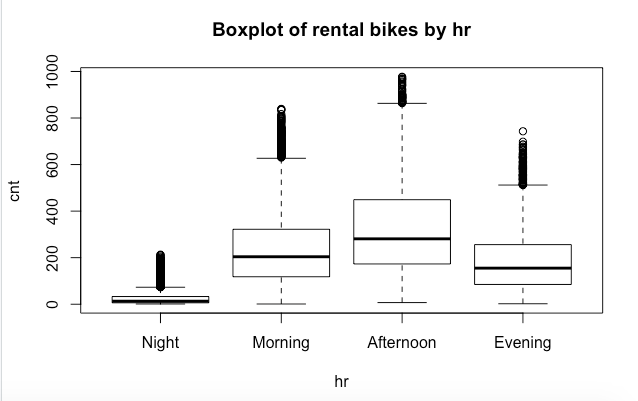 Boxplot of rental bikes by hr
1000
800
600
400
200
0
cnt
Night Morning Afternoon Evening
hr